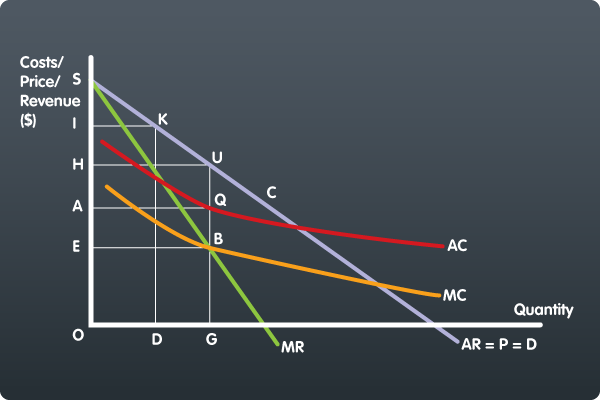 Costs/
Price/
Revenue
($)
S
I
H
A
E
O
K
U
C
Q
B
AC
MC
Quantity
D
G
MR
AR = P = D